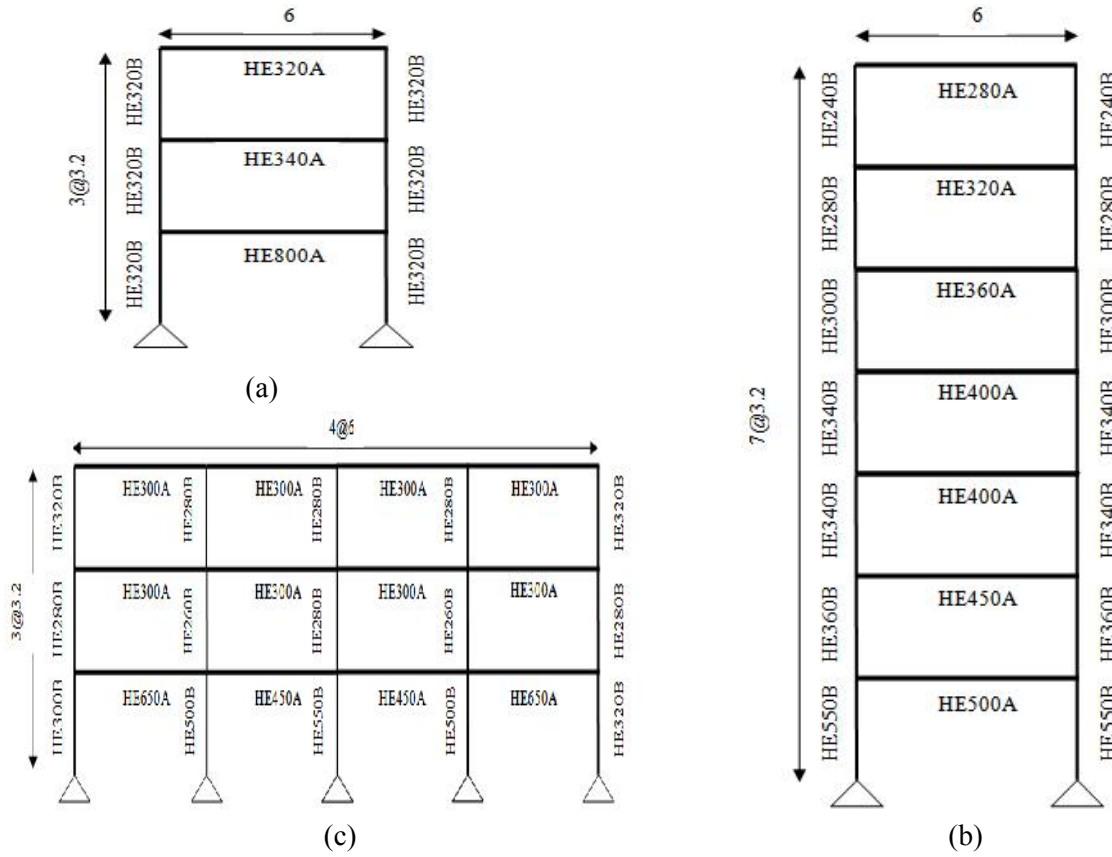 6
HE320A
HE320B
HE320B
HE340A
HE320B
HE320B
HE800A
HE320B
HE320B
3@3.2
(a)
4@6
HE300A
HE300A
HE300A
HE300A
HE320B
HE280B
HE280B
HE280B
HE320B
HE300A
HE300A
HE300A
HE300A
HE280B
HE260B
HE280B
HE260B
HE280B
HE650A
HE450A
HE450A
HE650A
HE300B
HE500B
HE550B
HE500B
HE320B
3@3.2
(c)
6
HE280A
HE240B
HE240B
HE320A
HE280B
HE280B
HE360A
HE300B
HE300B
HE400A
HE340B
HE340B
HE400A
HE340B
HE340B
HE450A
HE360B
HE360B
HE500A
HE550B
HE550B
7@3.2
(b)